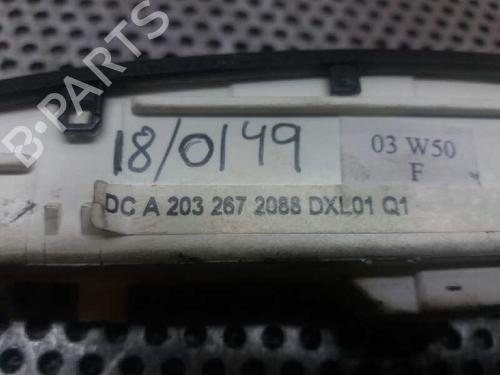 B-PARTS
18/0149
03 W50
F
DC A 203 267 2088 DXL01 Q1